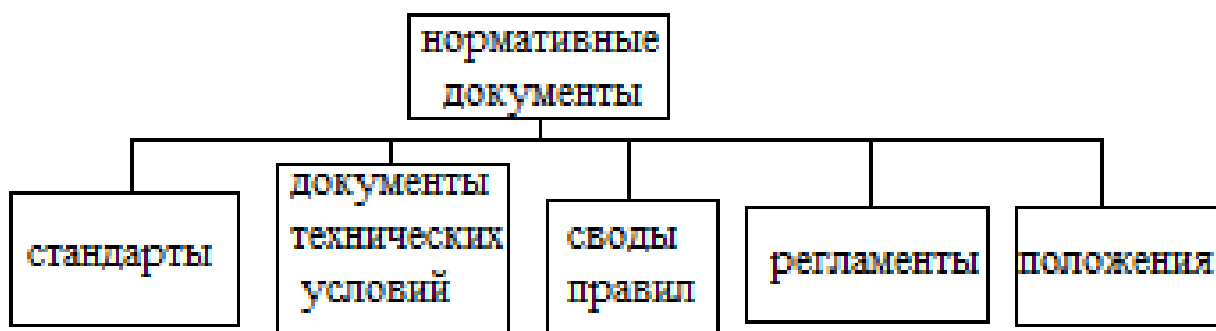 нормативные
документы
стандарты
документы
технических
условий
своды
правил
регламенты
положения